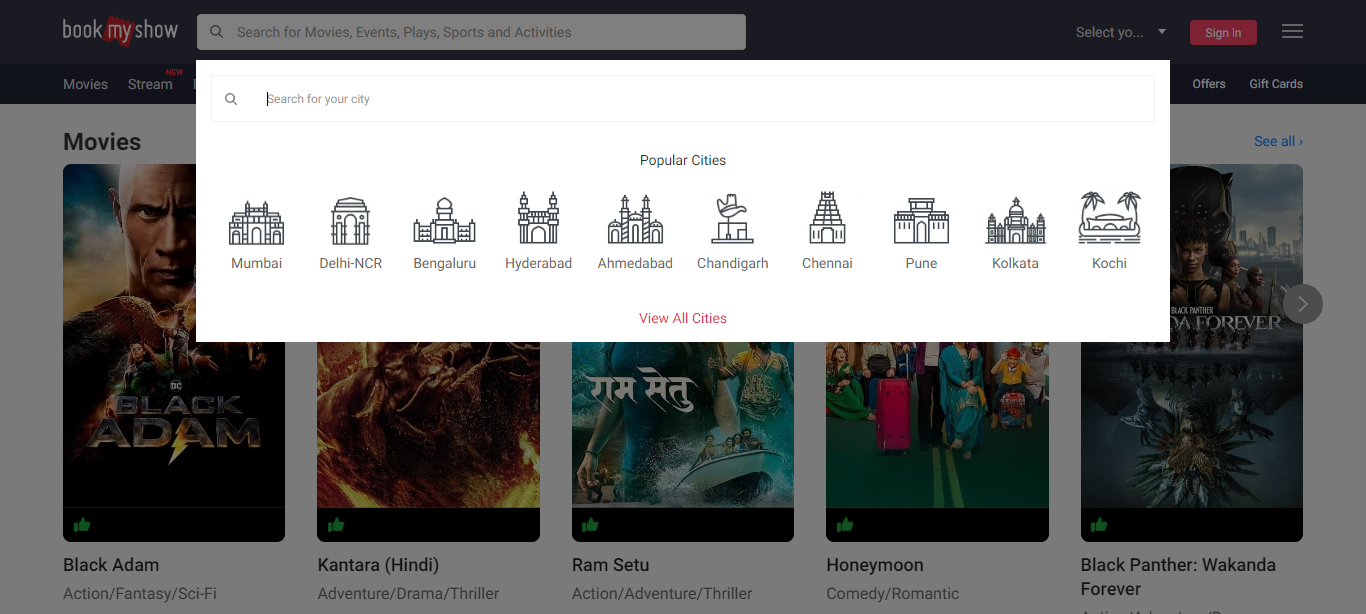 book my show
Search for Movies, Events, Plays, Sports and Activities
Select yo...
Sign in
Movies
Stream
NEW
Offers
Gift Cards
Search for your city
Popular Cities
Mumbai
Delhi-NCR
Bengaluru
Hyderabad
Ahmedabad
Chandigarh
Chennai
Pune
Kolkata
Kochi
View All Cities
Movies
See all ›
DC
BLACK
ADAM
राम सेतु
BLACK PANTHER
DA FOREVER
Black Adam
Action/Fantasy/Sci-Fi
Kantara (Hindi)
Adventure/Drama/Thriller
Ram Setu
Action/Adventure/Thriller
Honeymoon
Comedy/Romantic
Black Panther: Wakanda
Forever